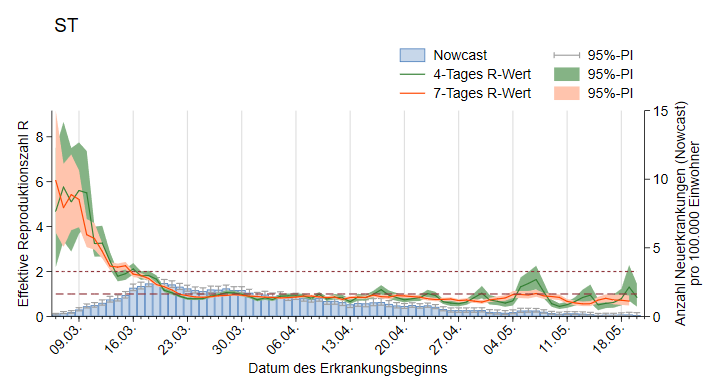 ST
Nowcast 95%-PI
4-Tages R-Wert 95%-PI
7-Tages R-Wert 95%-PI
Effektive Reproduktionszahl R
8
6
4
2
0
15
10
5
0
Anzahl Neuerkrankungen (Nowcast)
pro 100.000 Einwohner
09.03. 16.03. 23.03. 30.03. 06.04. 13.04. 20.04. 27.04. 04.05. 11.05. 18.05.
Datum des Erkrankungsbeginns